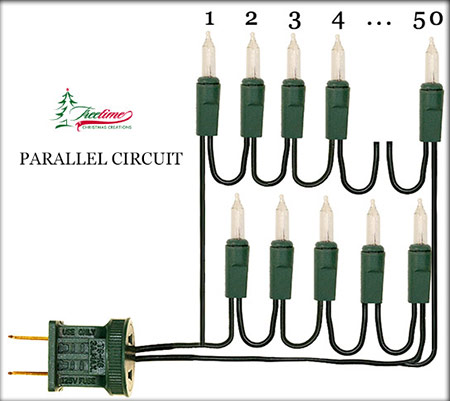 1 2 3 4 ... 50
Treetime
CHRISTMAS CREATIONS
PARALLEL CIRCUIT
USE ONLY
125V FUSE